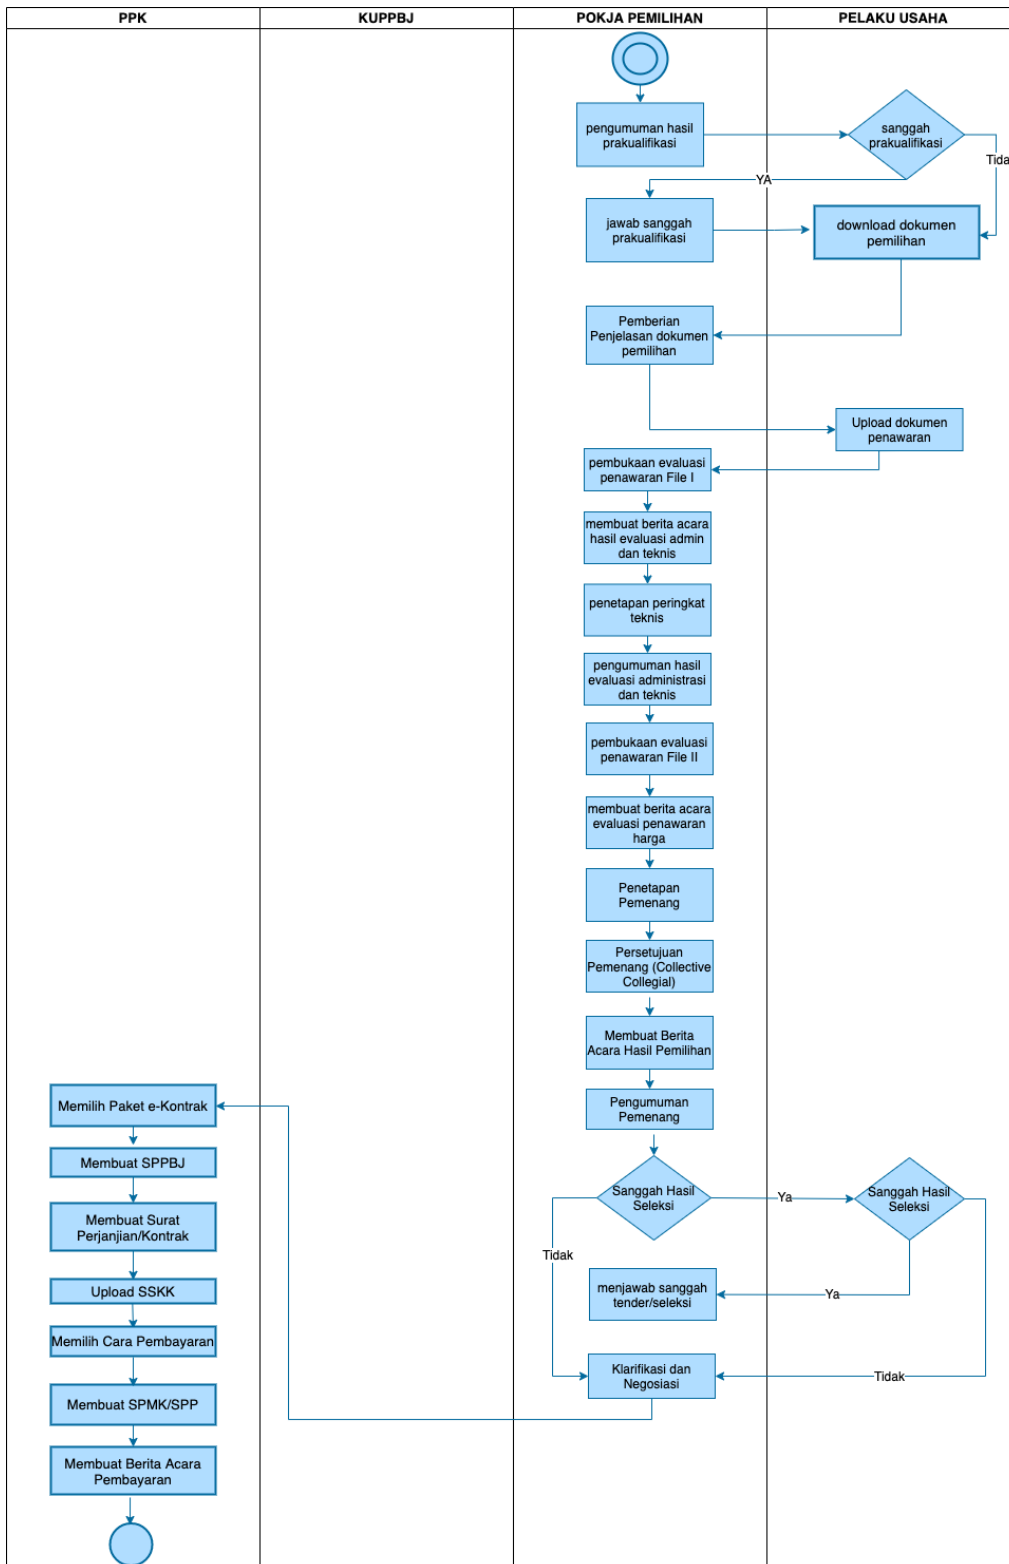 PPK
KUPPBJ
POKJA PEMILIHAN
PELAKU USAHA
pengumuman hasil
prakualifikasi
sanggah
prakualifikasi
Tidak
YA
jawab sanggah
prakualifikasi
download dokumen
pemilihan
Pemberian
Penjelasan dokumen
pemilihan
Upload dokumen
penawaran
pembukaan evaluasi
penawaran File I
membuat berita acara
hasil evaluasi admin
dan teknis
penetapan peringkat
teknis
pengumuman hasil
evaluasi administrasi
dan teknis
pembukaan evaluasi
penawaran File II
membuat berita acara
evaluasi penawaran
harga
Penetapan
Pemenang
Persetujuan
Pemenang (Collective
Collegial)
Membuat Berita
Acara Hasil Pemilihan
Pengumuman
Pemenang
Sanggah Hasil
Seleksi
Ya
Sanggah Hasil
Seleksi
Tidak
menjawab sanggah
tender/seleksi
Ya
Klarifikasi dan
Negosiasi
Tidak
Memilih Paket e-Kontrak
Membuat SPPBJ
Membuat Surat
Perjanjian/Kontrak
Upload SSKK
Memilih Cara Pembayaran
Membuat SPMK/SPP
Membuat Berita Acara
Pembayaran